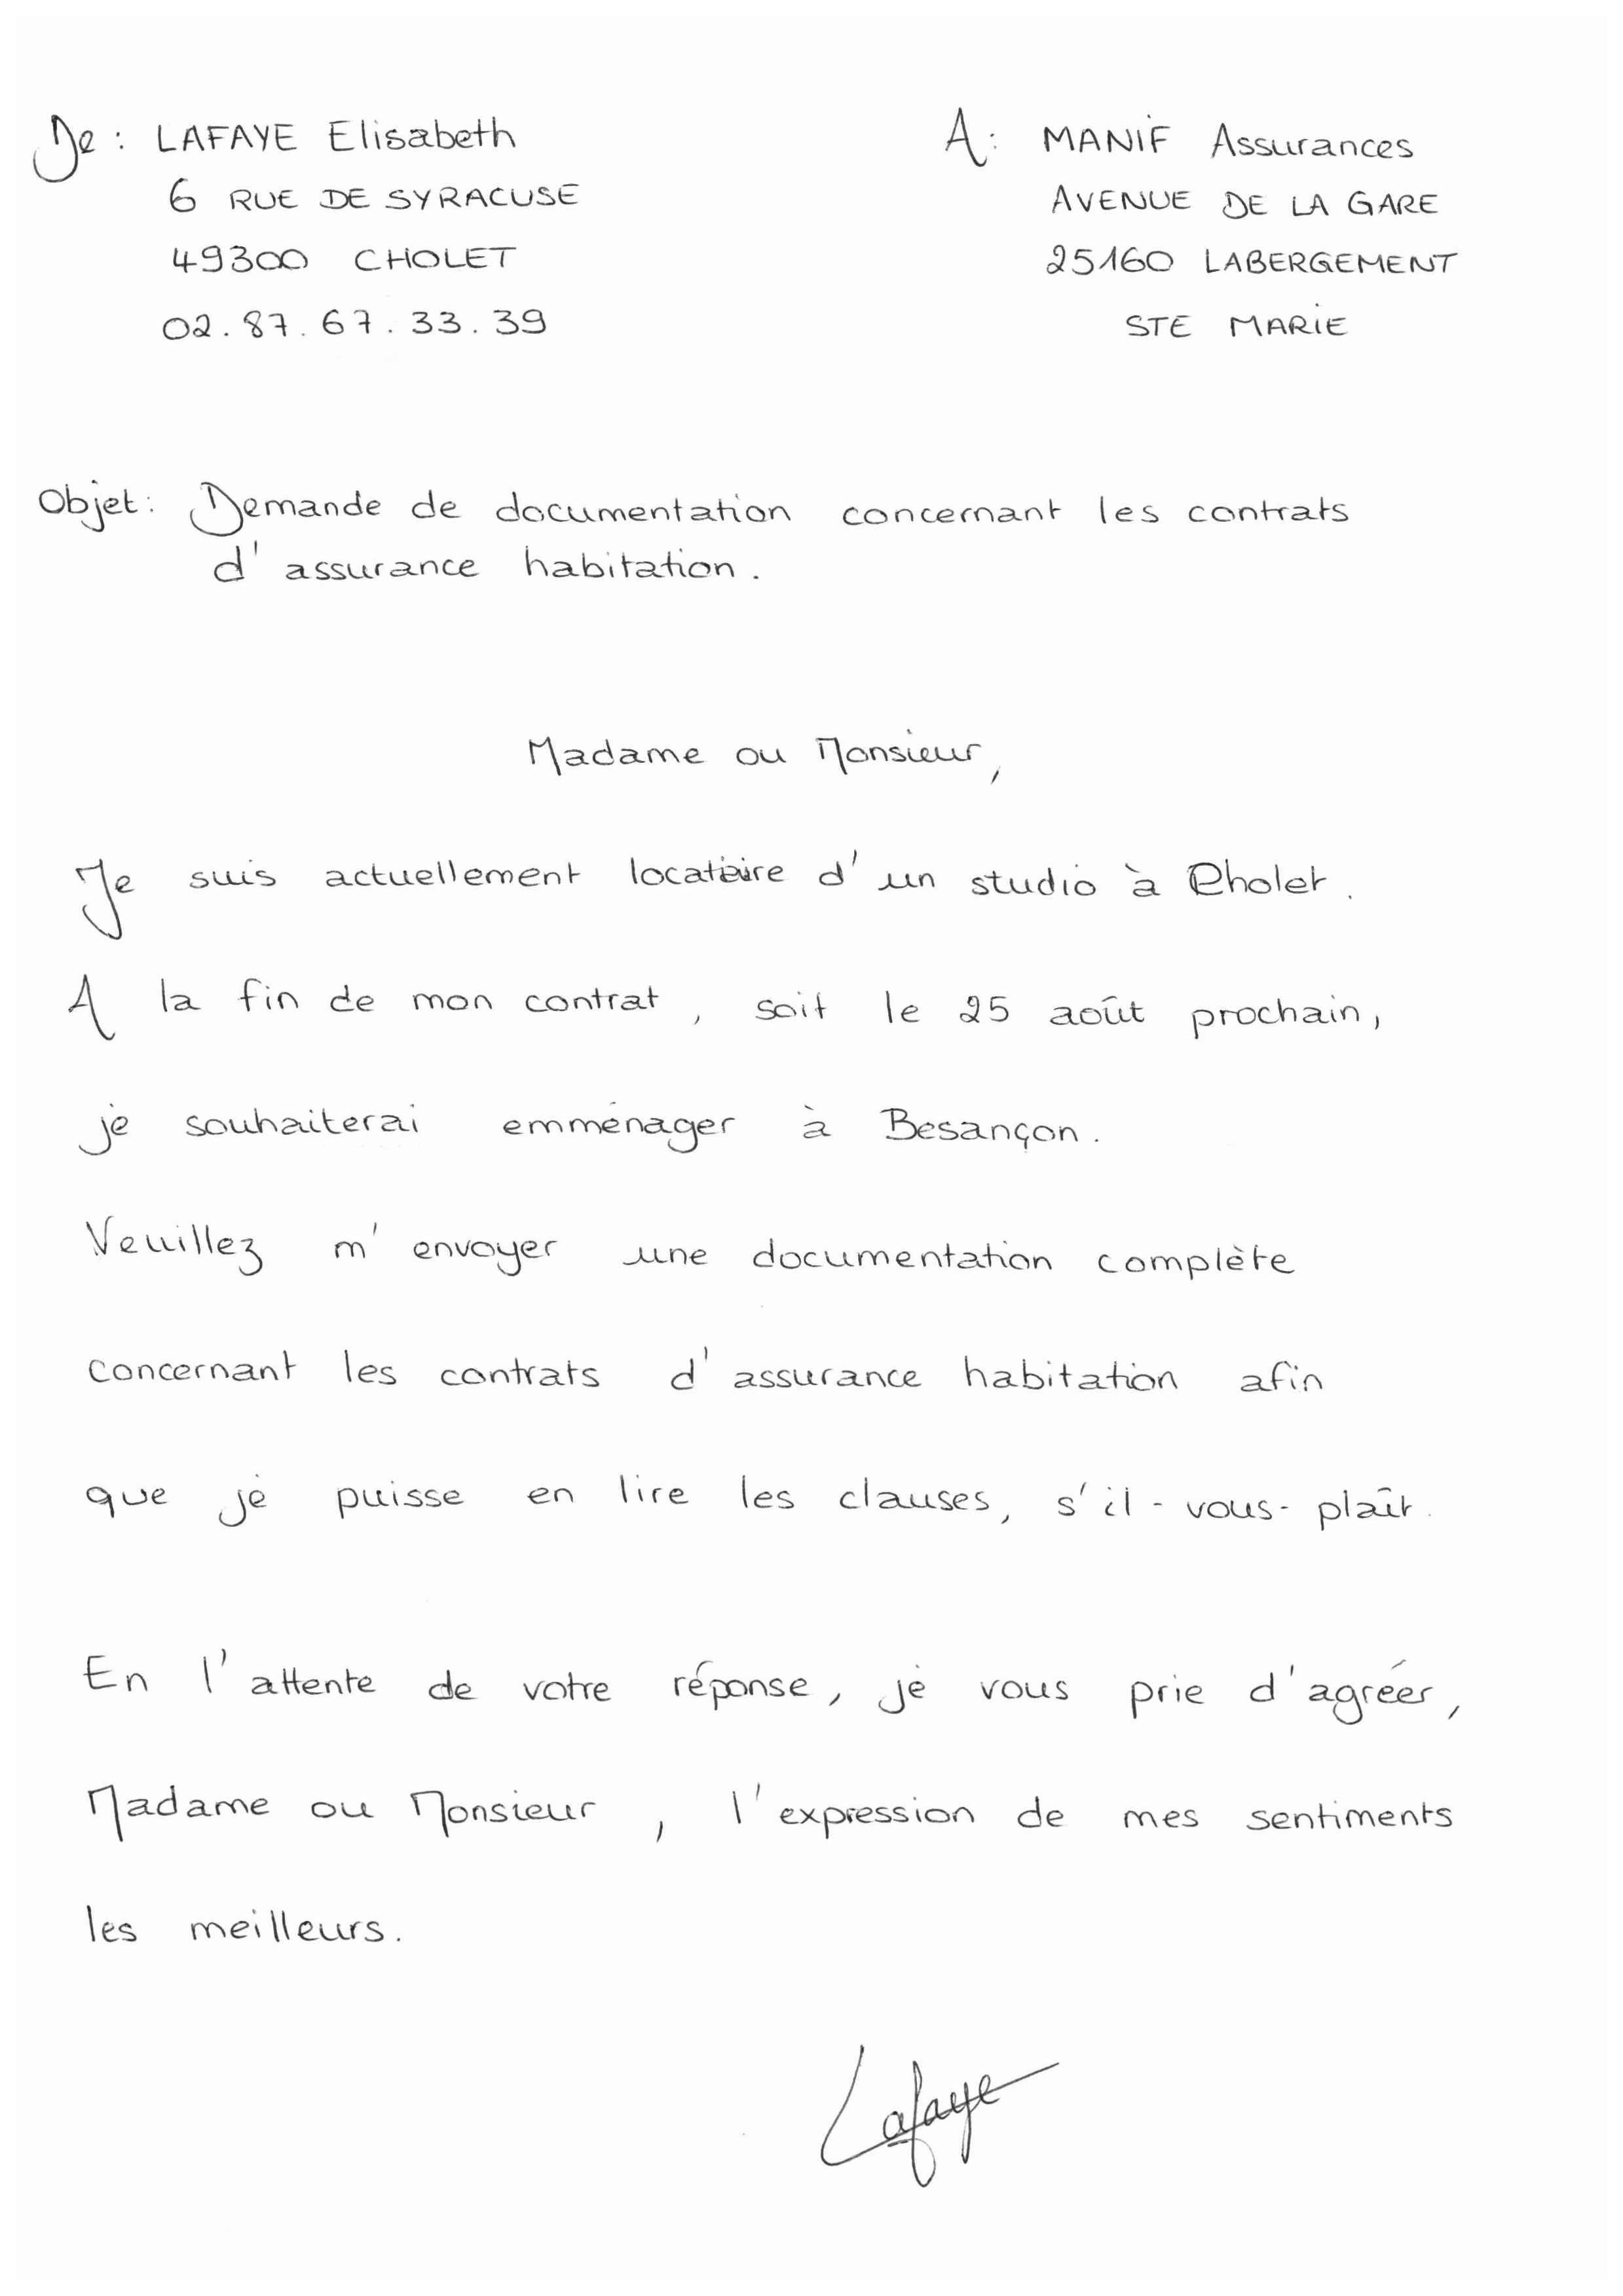 De : LAFAYE Elisabeth
6 RUE DE SYRACUSE
49300 CHOLET
02.87.67.33.39
A : MANIF Assurances
AVENUE DE LA GARE
25160 LABERGEMENT
STE MARIE
Objet : Demande de documentation concernant les contrats
d'assurance habitation.
Madame ou Monsieur,
Je suis actuellement locataire d'un studio à Cholet.
A la fin de mon contrat, soit le 25 août prochain,
je souhaiterai emménager à Besançon.
Veuillez m'envoyer une documentation complète
concernant les contrats d'assurance habitation afin
que je puisse en lire les clauses, s'il-vous-plaît.
En l'attente de votre réponse, je vous prie d'agréer,
Madame ou Monsieur, l'expression de mes sentiments
les meilleurs.
Lafaye